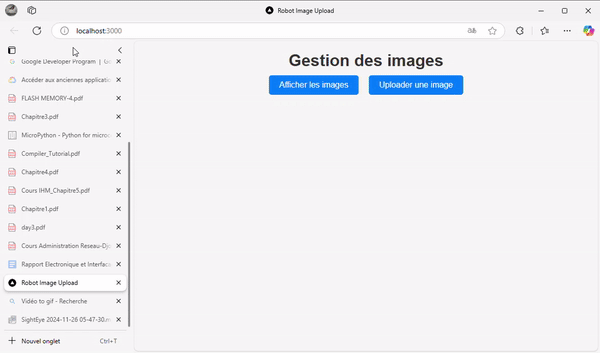 Robot Image Upload
localhost:3000
Gestion des images
Afficher les images
Uploader une image
Google Developer Program | G
Accéder aux anciennes applicatio
FLASH MEMORY-4.pdf
Chapitre3.pdf
MicroPython - Python for microc
Compiler_Tutorial.pdf
Chapitre4.pdf
Cours IHM_Chapitre5.pdf
Chapitre1.pdf
day3.pdf
Cours Administration Reseau-Dji
Rapport Electronique et Interfac
Robot Image Upload
Vidéo to gif - Recherche
SightEye 2024-11-26 05-47-30.m
Nouvel onglet Ctrl+T